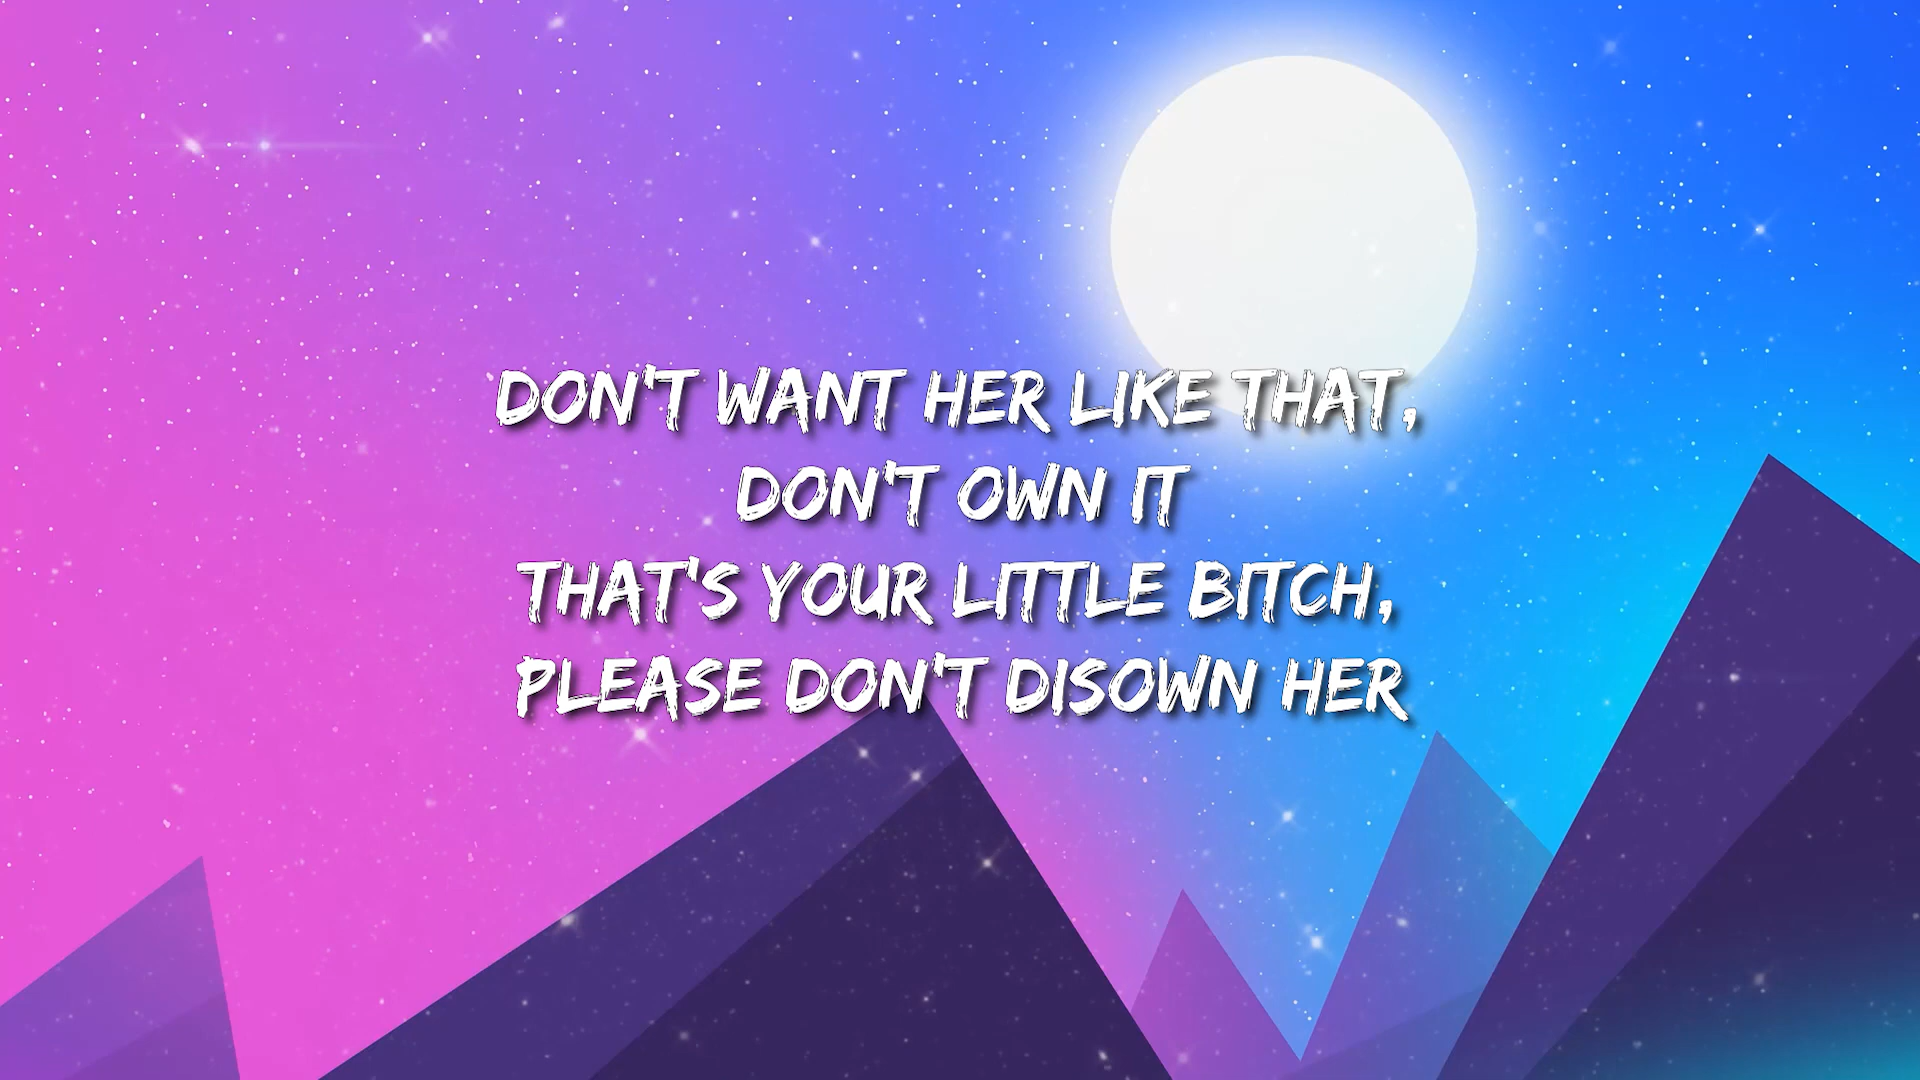 DON'T WANT HER LIKE THAT,
DON'T OWN IT
THAT'S YOUR LITTLE BITCH,
PLEASE DON'T DISOWN HER